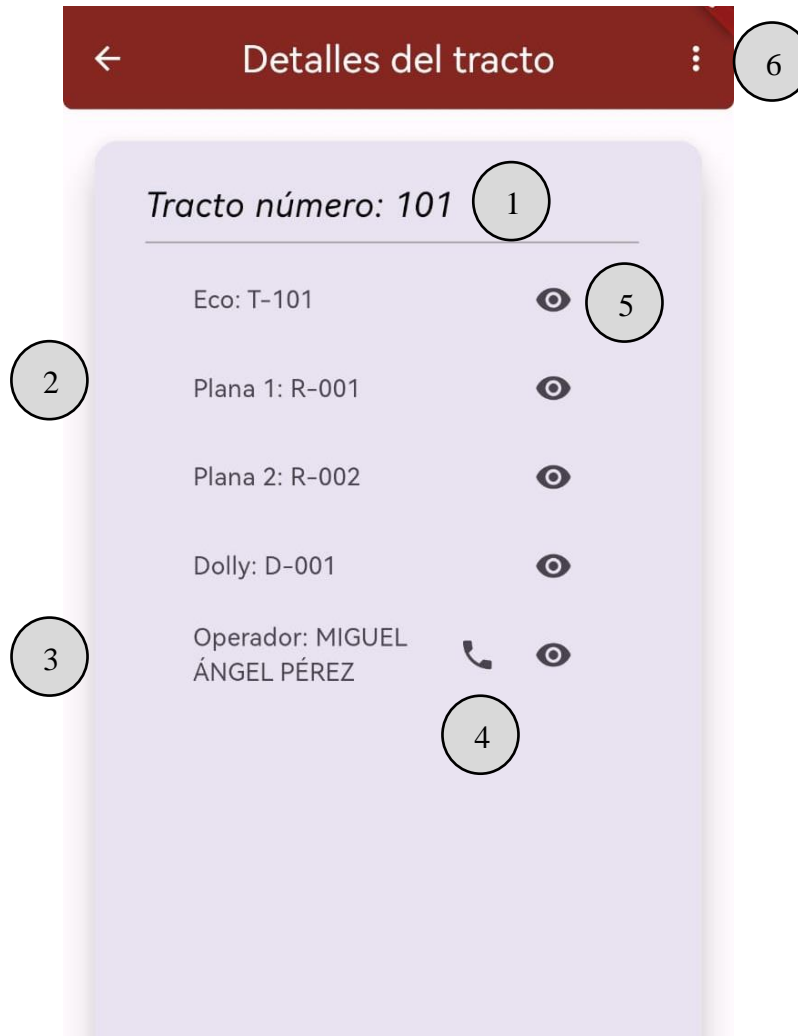 Detalles del tracto
6
Tracto número: 101
1
Eco: T-101
5
2
Plana 1: R-001
Plana 2: R-002
Dolly: D-001
3
Operador: MIGUEL
ÁNGEL PÉREZ
4